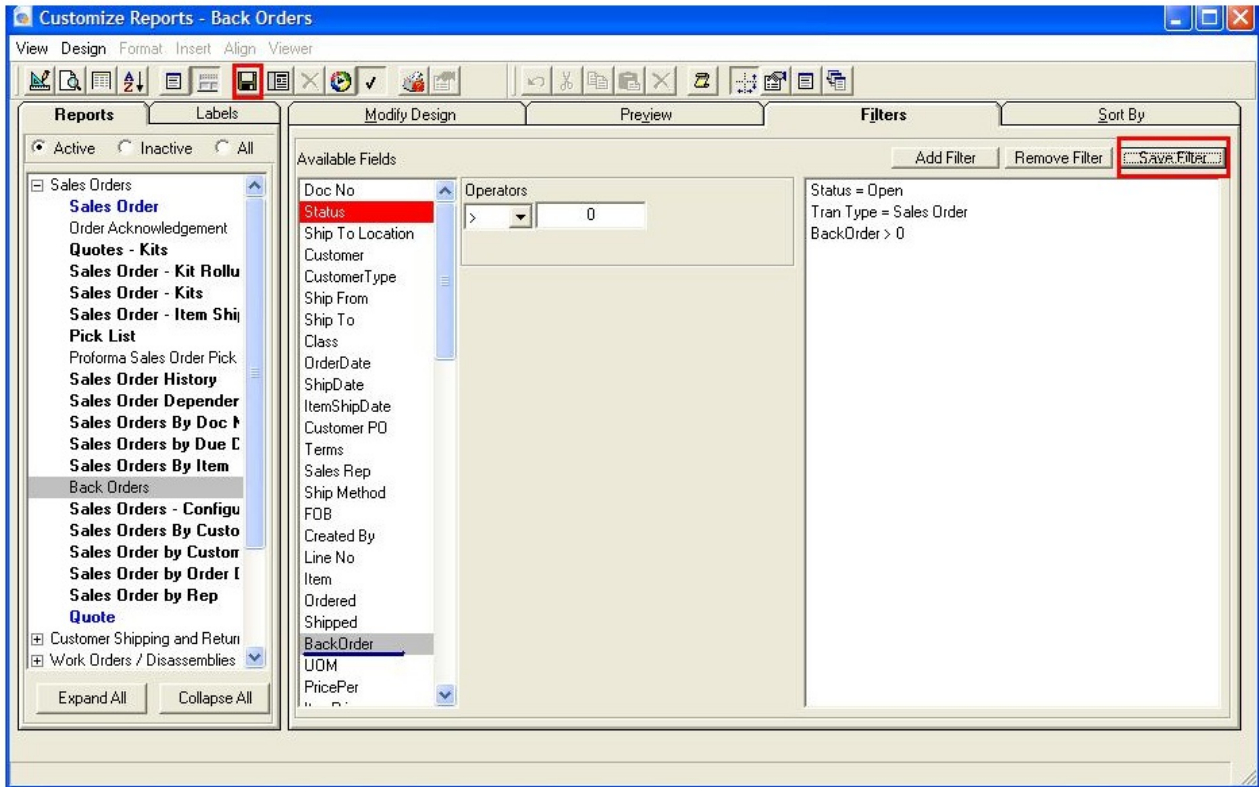 Customize Reports - Back Orders
View Design Format Insert Align Viewer
Reports Labels
Active Inactive All
Sales Orders
Sales Order
Order Acknowledgement
Quotes - Kits
Sales Order - Kit Rollu
Sales Order - Kits
Sales Order - Item Ship
Pick List
Proforma Sales Order Pick
Sales Order History
Sales Order Depender
Sales Orders By Doc N
Sales Orders by Due D
Sales Orders By Item
Back Orders
Sales Orders - Configu
Sales Orders By Custo
Sales Order by Custom
Sales Order by Order D
Sales Order by Rep
Quote
Customer Shipping and Return
Work Orders / Disassemblies
Expand All Collapse All
Modify Design Preview Filters Sort By
Available Fields
Add Filter Remove Filter Save Filter
Doc No
Status
Ship To Location
Customer
CustomerType
Ship From
Ship To
Class
OrderDate
ShipDate
ItemShipDate
Customer PO
Terms
Sales Rep
Ship Method
FOB
Created By
Line No
Item
Ordered
Shipped
BackOrder
UOM
PricePer
Operators
> 0
Status = Open
Tran Type = Sales Order
BackOrder > 0